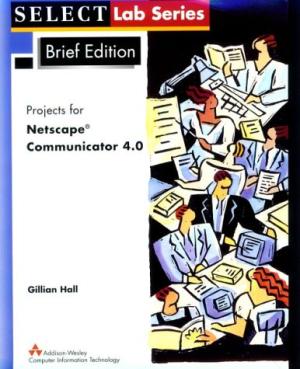 SELECT Lab Series
Brief Edition
Projects for
Netscape®
Communicator 4.0
Gillian Hall
Addison-Wesley
Computer Information Technology